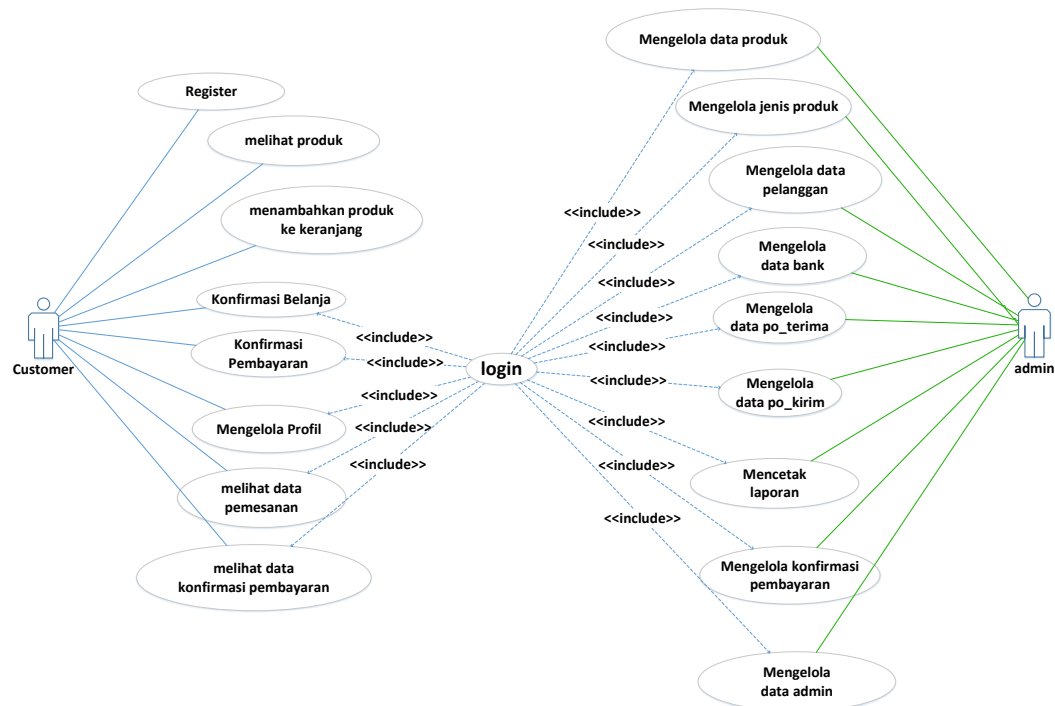 Register
melihat produk
menambahkan produk
ke keranjang
Konfirmasi Belanja
Konfirmasi
Pembayaran
Mengelola Profil
melihat data
pemesanan
melihat data
konfirmasi pembayaran
Customer
<<include>>
<<include>>
<<include>>
<<include>>
<<include>>
login
<<include>>
<<include>>
<<include>>
<<include>>
<<include>>
<<include>>
<<include>>
<<include>>
<<include>>
Mengelola data produk
Mengelola jenis produk
Mengelola data
pelanggan
Mengelola
data bank
Mengelola
data po_terima
Mengelola
data po_kirim
Mencetak
laporan
Mengelola konfirmasi
pembayaran
Mengelola
data admin
admin